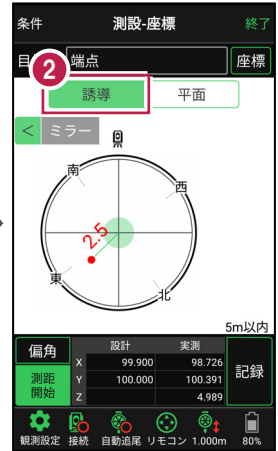 条件 測設-座標 終了
目 端点 座標
2
誘導 平面
< ミラー
南
西
2.5
東
北
5m以内
偏角 設計 実測
X 99.900 98.726
測距開始 Y 100.000 100.391 記録
Z 4.989
観測設定 接続 自動追尾 リモコン 1.000m 80%